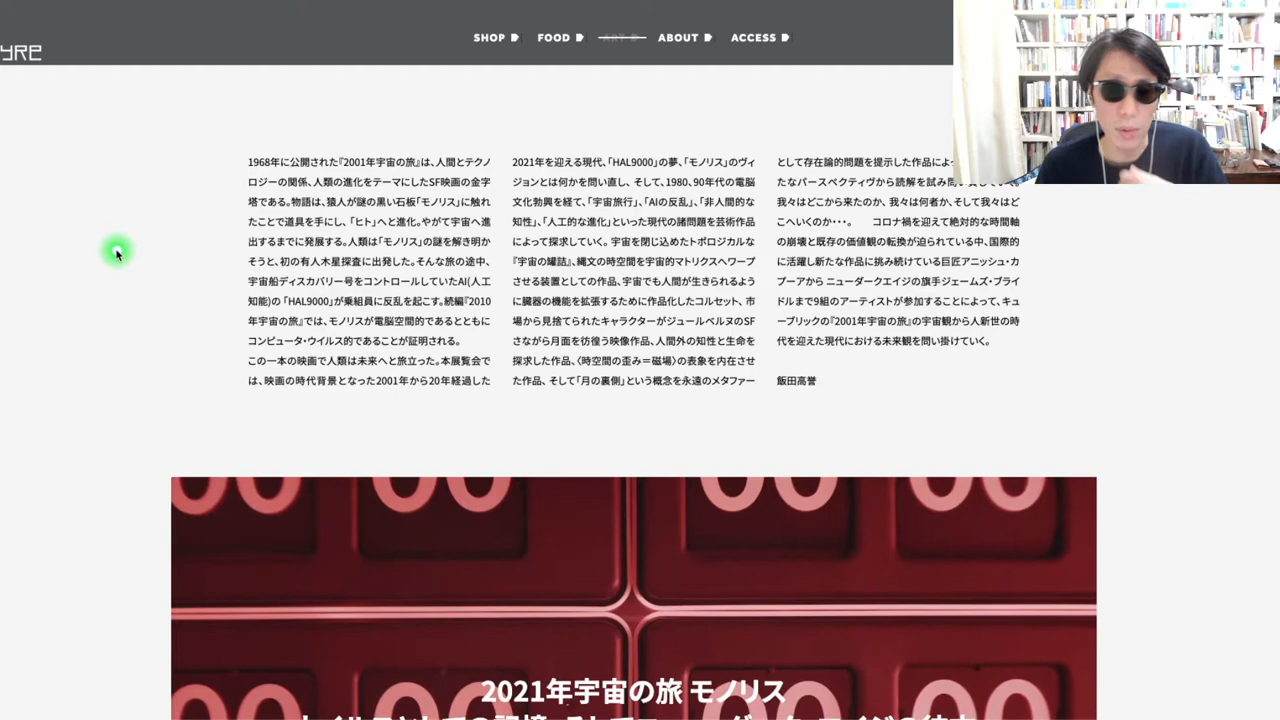 yre
SHOP
FOOD
ART
ABOUT
ACCESS
1968年に公開された『2001年宇宙の旅』は、人間とテクノ
ロジーの関係、人類の進化をテーマにしたSF映画の金字
塔である。物語は、猿人が謎の黒い石板「モノリス」に触れ
たことで道具を手にし、「ヒト」へと進化。やがて宇宙へ進
出するまでに発展する。人類は「モノリス」の謎を解き明か
そうと、初の有人木星探査に出発した。そんな旅の途中、
宇宙船ディスカバリー号をコントロールしていたAI(人工
知能)の「HAL9000」が乗組員に反乱を起こす。続編『2010
年宇宙の旅』では、モノリスが電脳空間的であるとともに
コンピュータ・ウイルス的であることが証明される。
この一本の映画で人類は未来へと旅立った。本展覧会で
は、映画の時代背景となった2001年から20年経過した
2021年を迎える現代、「HAL9000」の夢、「モノリス」のヴィ
ジョンとは何かを問い直し、そして、1980、90年代の電脳
文化勃興を経て、「宇宙旅行」、「AIの反乱」、「非人間的な
知性」、「人工的な進化」といった現代の諸問題を芸術作品
によって探求していく。宇宙を閉じ込めたトポロジカルな
『宇宙の罐詰』、縄文の時空間を宇宙的マトリクスへワープ
させる装置としての作品、宇宙でも人間が生きられるよう
に臓器の機能を拡張するために作品化したコルセット、市
場から見捨てられたキャラクターがジュールベルヌのSF
さながら月面を彷徨う映像作品、人間外の知性と生命を
探求した作品、〈時空間の歪み＝磁場〉の表象を内在させ
た作品、そして「月の裏側」という概念を永遠のメタファー
として存在論的問題を提示した作品によ
たなパースペクティヴから読解を試み
我々はどこから来たのか、我々は何者か、そして我々はど
こへいくのか・・・。　コロナ禍を迎えて絶対的な時間軸
の崩壊と既存の価値観の転換が迫られている中、国際的
に活躍し新たな作品に挑み続けている巨匠アニッシュ・カ
プーアから ニューダークエイジの旗手ジェームズ・ブライ
ドルまで9組のアーティストが参加することによって、キュ
ーブリックの『2001年宇宙の旅』の宇宙観から人新世の時
代を迎えた現代における未来観を問い掛けていく。
飯田高誉
00 00 00 00
00 00 00 00
2021年宇宙の旅 モノリス